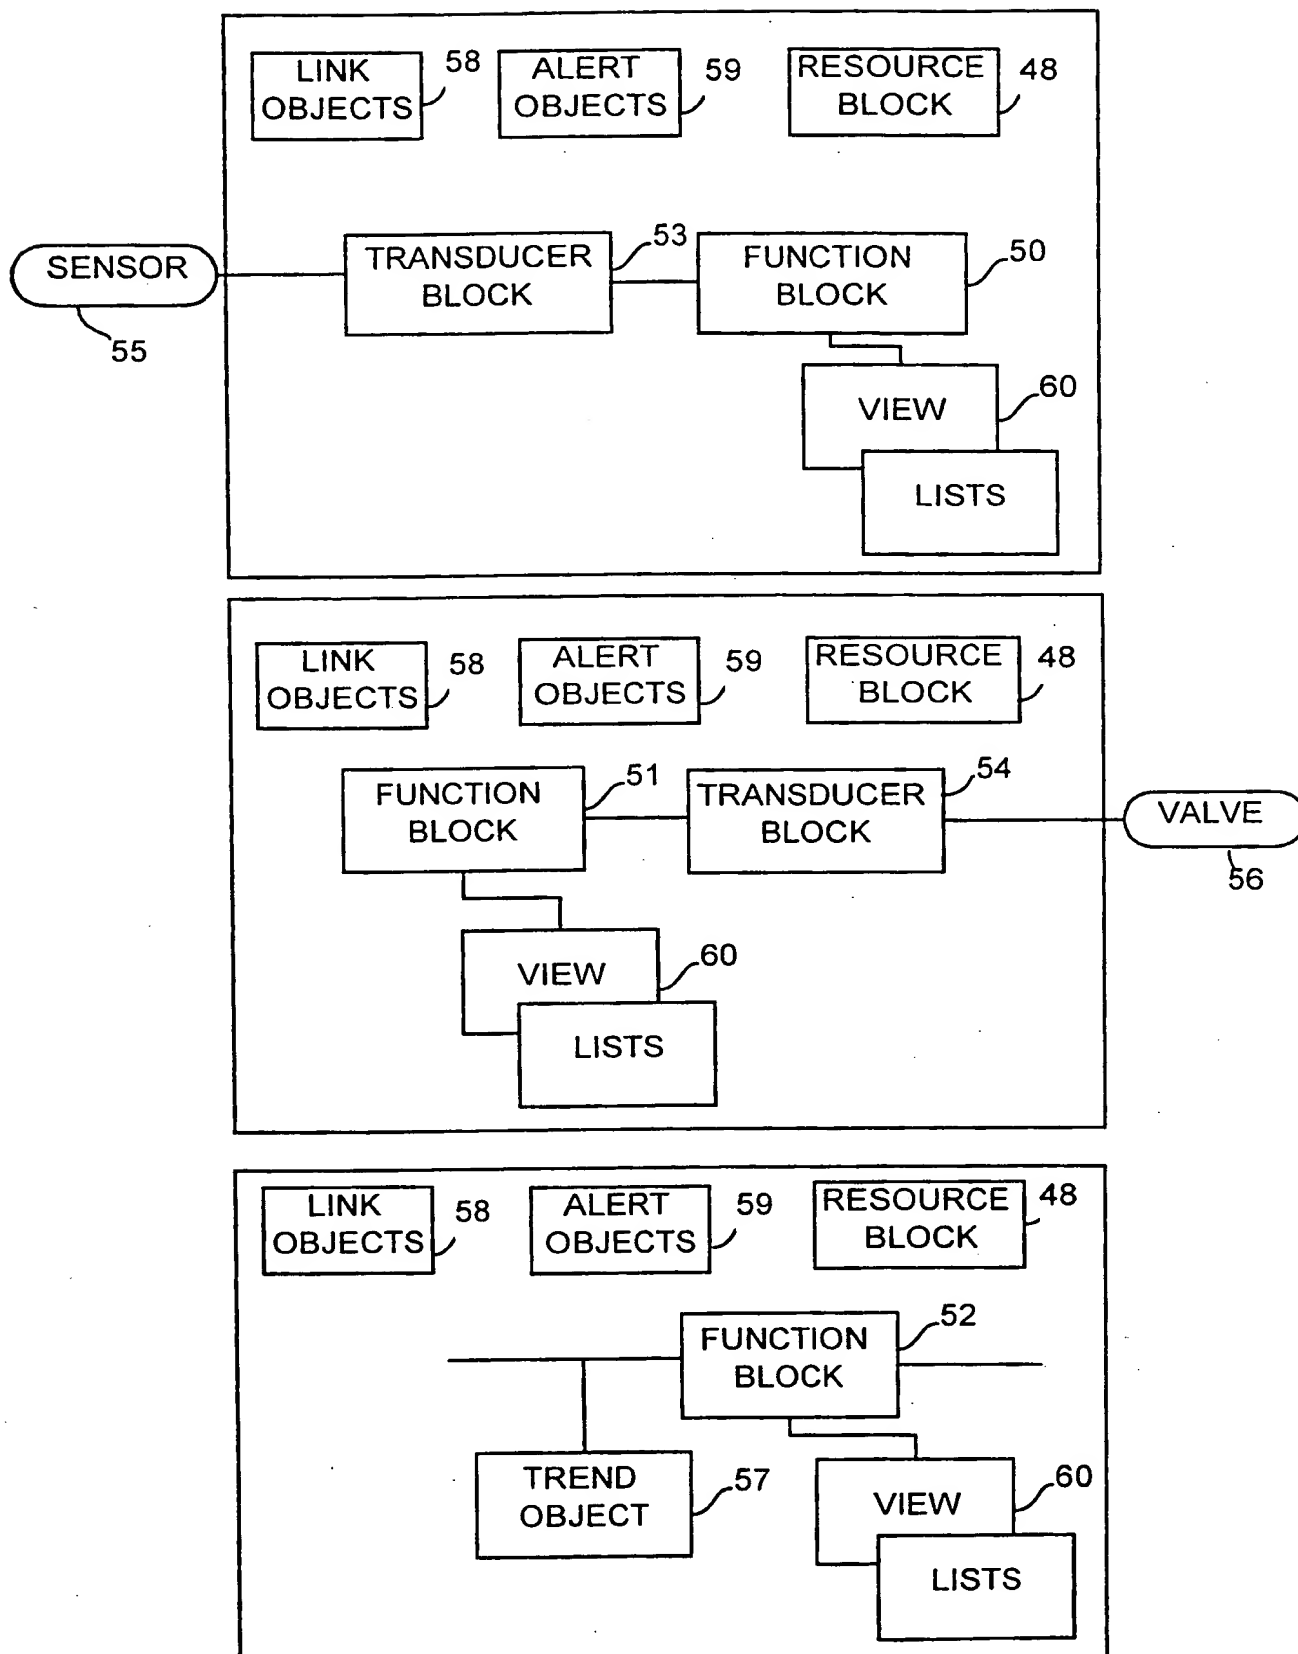 LINK
OBJECTS
58
ALERT
OBJECTS
59
RESOURCE
BLOCK
48
SENSOR
55
TRANSDUCER
BLOCK
53
FUNCTION
BLOCK
50
VIEW
60
LISTS
LINK
OBJECTS
58
ALERT
OBJECTS
59
RESOURCE
BLOCK
48
FUNCTION
BLOCK
51
TRANSDUCER
BLOCK
54
VALVE
56
VIEW
60
LISTS
LINK
OBJECTS
58
ALERT
OBJECTS
59
RESOURCE
BLOCK
48
FUNCTION
BLOCK
52
TREND
OBJECT
57
VIEW
60
LISTS